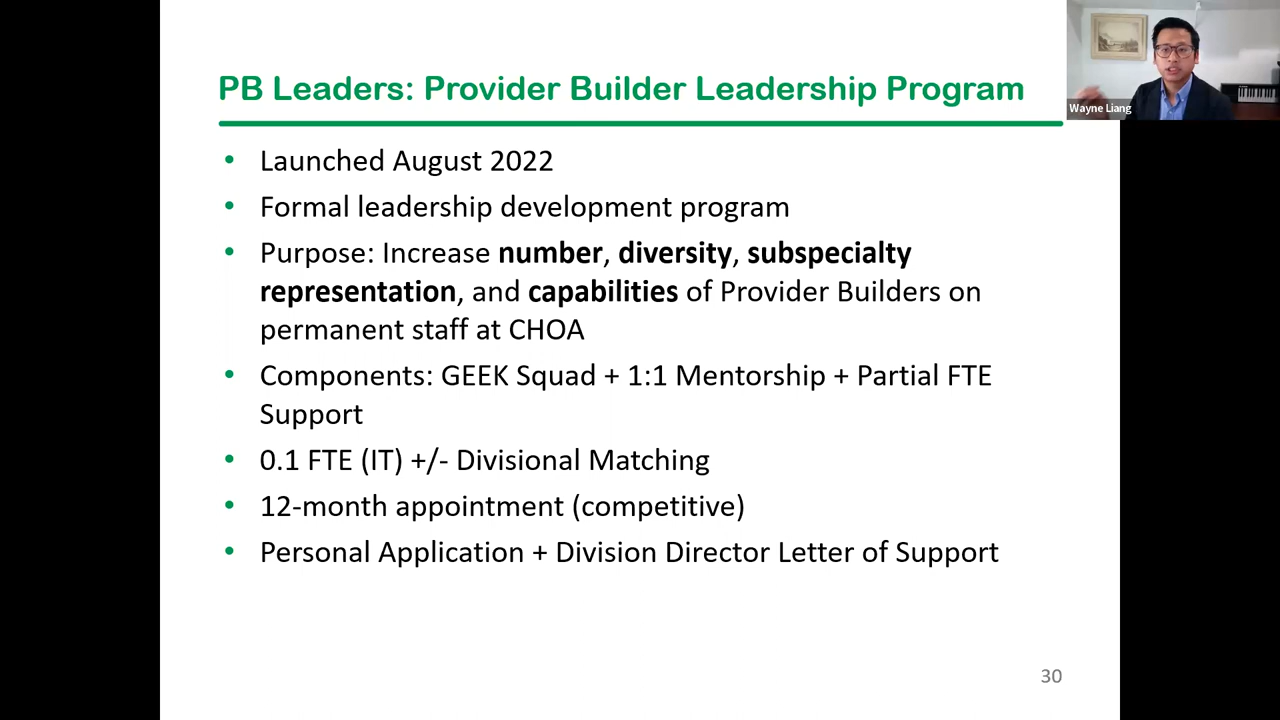 PB Leaders: Provider Builder Leadership Program
Wayne Liang
• Launched August 2022
• Formal leadership development program
• Purpose: Increase number, diversity, subspecialty
representation, and capabilities of Provider Builders on
permanent staff at CHOA
• Components: GEEK Squad + 1:1 Mentorship + Partial FTE
Support
• 0.1 FTE (IT) +/- Divisional Matching
• 12-month appointment (competitive)
• Personal Application + Division Director Letter of Support
30